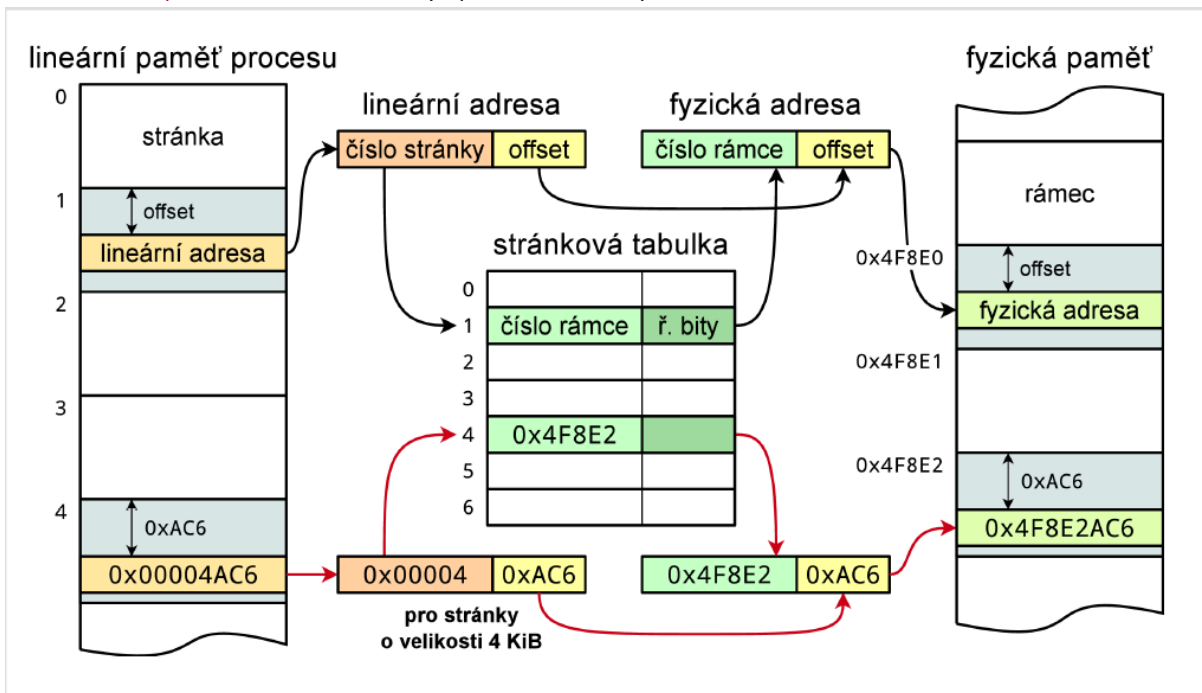 lineární paměť procesu
0
stránka
1
offset
lineární adresa
2
3
4
0xAC6
0x00004AC6
lineární adresa
číslo stránky offset
fyzická adresa
číslo rámce offset
stránková tabulka
0
1 číslo rámce ř. bity
2
3
4 0x4F8E2
5
6
0x00004 0xAC6
pro stránky
o velikosti 4 KiB
0x4F8E2 0xAC6
fyzická paměť
rámec
0x4F8E0
offset
fyzická adresa
0x4F8E1
0x4F8E2
0xAC6
0x4F8E2AC6